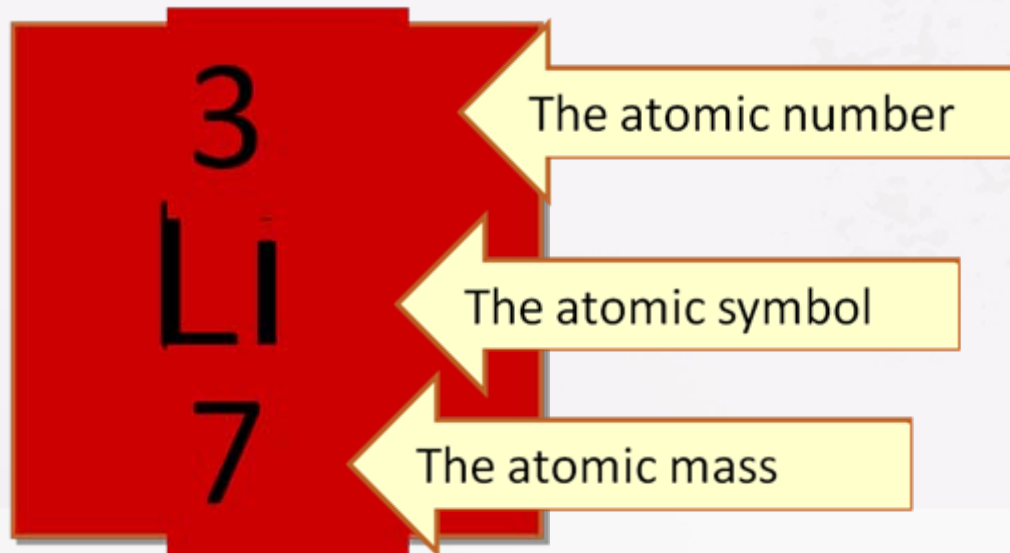 3
The atomic number
Li
The atomic symbol
7
The atomic mass